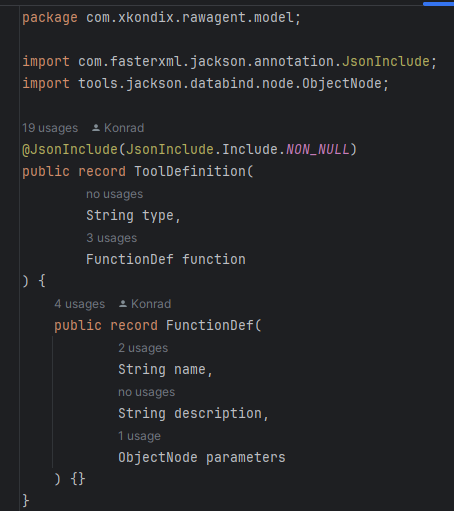 package com.xkondix.rawagent.model;
import com.fasterxml.jackson.annotation.JsonInclude;
import tools.jackson.databind.node.ObjectNode;
19 usages Konrad
@JsonInclude(JsonInclude.Include.NON_NULL)
public record ToolDefinition(
no usages
String type,
3 usages
FunctionDef function
) {
4 usages Konrad
public record FunctionDef(
2 usages
String name,
no usages
String description,
1 usage
ObjectNode parameters
) {}
}